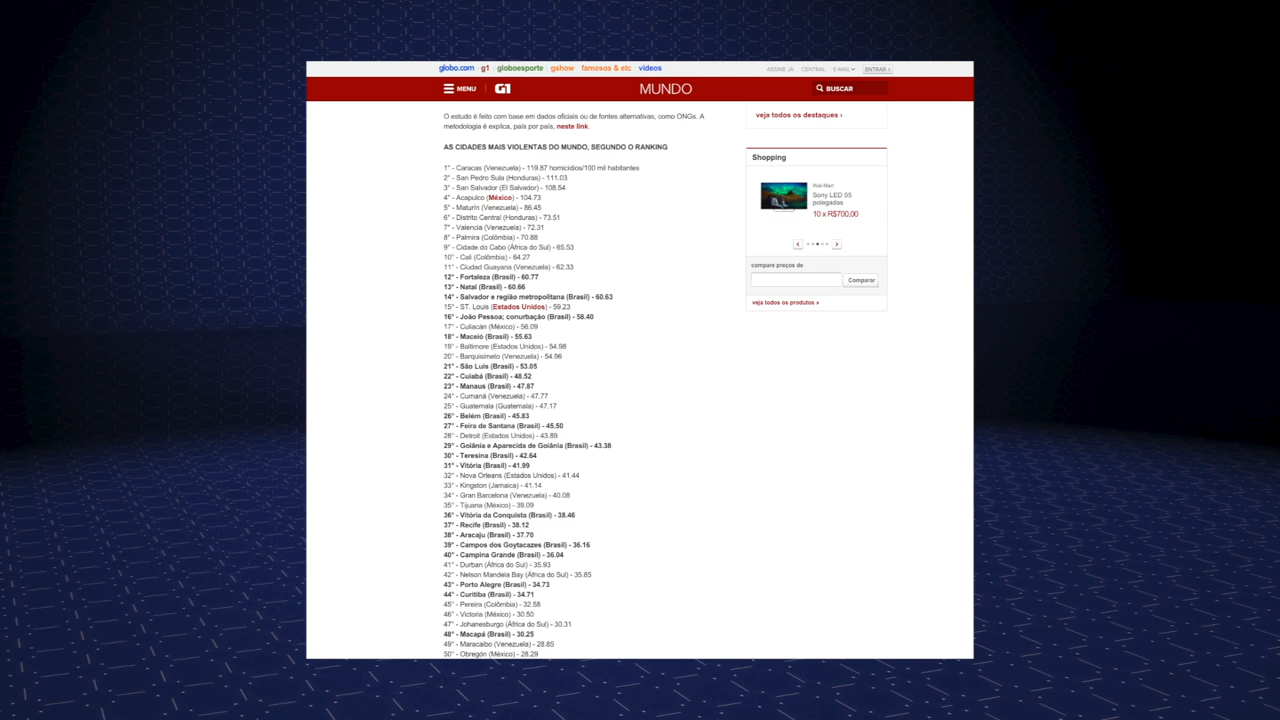 globo.com g1 globoesporte gshow famosos & etc vídeos
ASSINE JÁ CENTRAL E-MAIL ENTRAR ›
MENU G1 MUNDO BUSCAR
O estudo é feito com base em dados oficiais ou de fontes alternativas, como ONGs. A
metodologia é explica, país por país, neste link.
AS CIDADES MAIS VIOLENTAS DO MUNDO, SEGUNDO O RANKING
1° - Caracas (Venezuela) - 119.87 homicídios/100 mil habitantes
2° - San Pedro Sula (Honduras) - 111.03
3° - San Salvador (El Salvador) - 108.54
4° - Acapulco (México) - 104.73
5° - Maturín (Venezuela) - 86.45
6° - Distrito Central (Honduras) - 73.51
7° - Valencia (Venezuela) - 72.31
8° - Palmira (Colômbia) - 70.88
9° - Cidade do Cabo (África do Sul) - 65.53
10° - Cali (Colômbia) - 64.27
11° - Ciudad Guayana (Venezuela) - 62.33
12° - Fortaleza (Brasil) - 60.77
13° - Natal (Brasil) - 60.66
14° - Salvador e região metropolitana (Brasil) - 60.63
15° - ST. Louis (Estados Unidos) - 59.23
16° - João Pessoa; conurbação (Brasil) - 58.40
17° - Culiacán (México) - 56.09
18° - Maceió (Brasil) - 55.63
19° - Baltimore (Estados Unidos) - 54.98
20° - Barquisimeto (Venezuela) - 54.96
21° - São Luís (Brasil) - 53.05
22° - Cuiabá (Brasil) - 48.52
23° - Manaus (Brasil) - 47.87
24° - Cumaná (Venezuela) - 47.77
25° - Guatemala (Guatemala) - 47.17
26° - Belém (Brasil) - 45.83
27° - Feira de Santana (Brasil) - 45.50
28° - Detroit (Estados Unidos) - 43.89
29° - Goiânia e Aparecida de Goiânia (Brasil) - 43.38
30° - Teresina (Brasil) - 42.64
31° - Vitória (Brasil) - 41.99
32° - Nova Orleans (Estados Unidos) - 41.44
33° - Kingston (Jamaica) - 41.14
34° - Gran Barcelona (Venezuela) - 40.08
35° - Tijuana (México) - 39.09
36° - Vitória da Conquista (Brasil) - 38.46
37° - Recife (Brasil) - 38.12
38° - Aracaju (Brasil) - 37.70
39° - Campos dos Goytacazes (Brasil) - 36.16
40° - Campina Grande (Brasil) - 36.04
41° - Durban (África do Sul) - 35.93
42° - Nelson Mandela Bay (África do Sul) - 35.85
43° - Porto Alegre (Brasil) - 34.73
44° - Curitiba (Brasil) - 34.71
45° - Pereira (Colômbia) - 32.58
46° - Victoria (México) - 30.50
47° - Johanesburgo (África do Sul) - 30.31
48° - Macapá (Brasil) - 30.25
49° - Maracaibo (Venezuela) - 28.85
50° - Obregón (México) - 28.29
veja todos os destaques ›
Shopping
Wal-Mart
Sony LED 55
polegadas
10 x R$700,00
compare preços de
Comparar
veja todos os produtos »